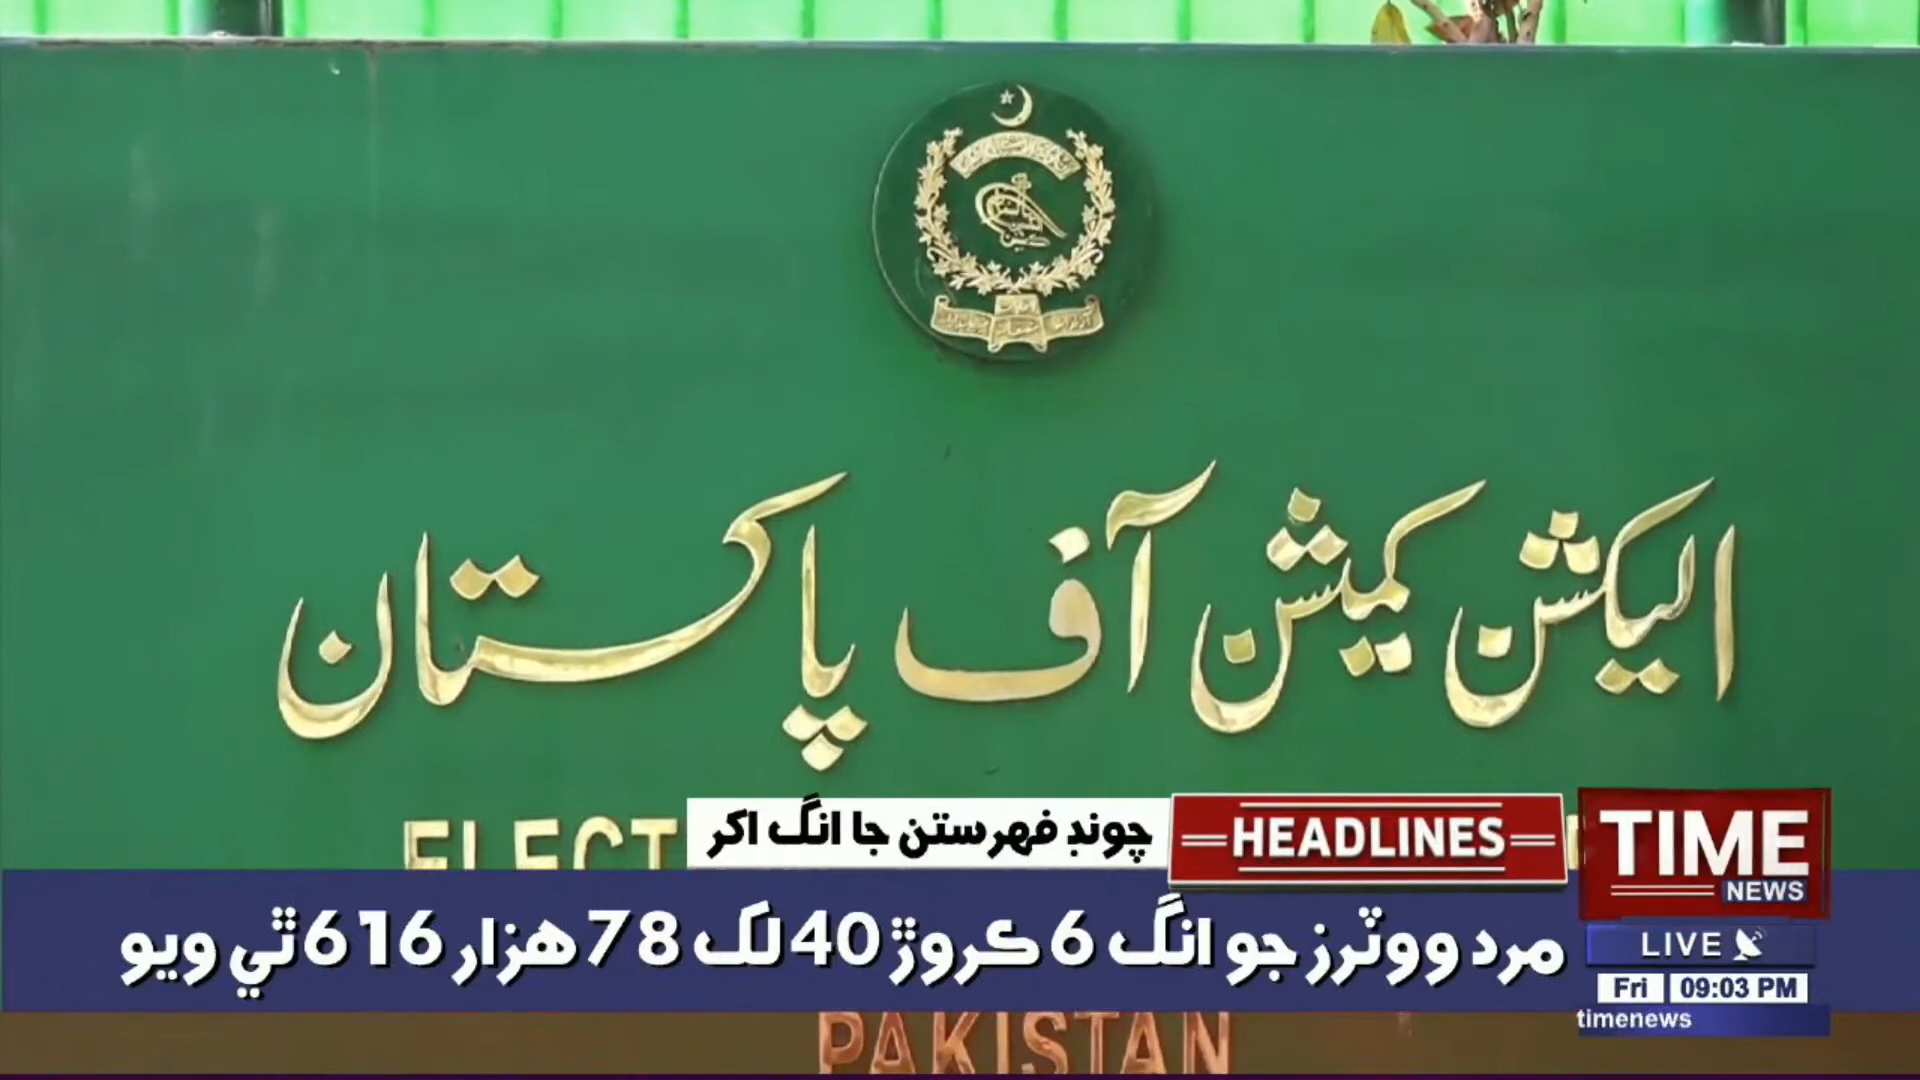 الیکشن کمیشن آف پاکستان
ELECT
چونڊ فهرستن جا انگ اکر
HEADLINES
TIME
NEWS
مرد ووٽرز جو انگ 6 ڪروڙ 40 لک 78 هزار 616 ٿي ويو
LIVE
Fri 09:03 PM
timenews
PAKISTAN